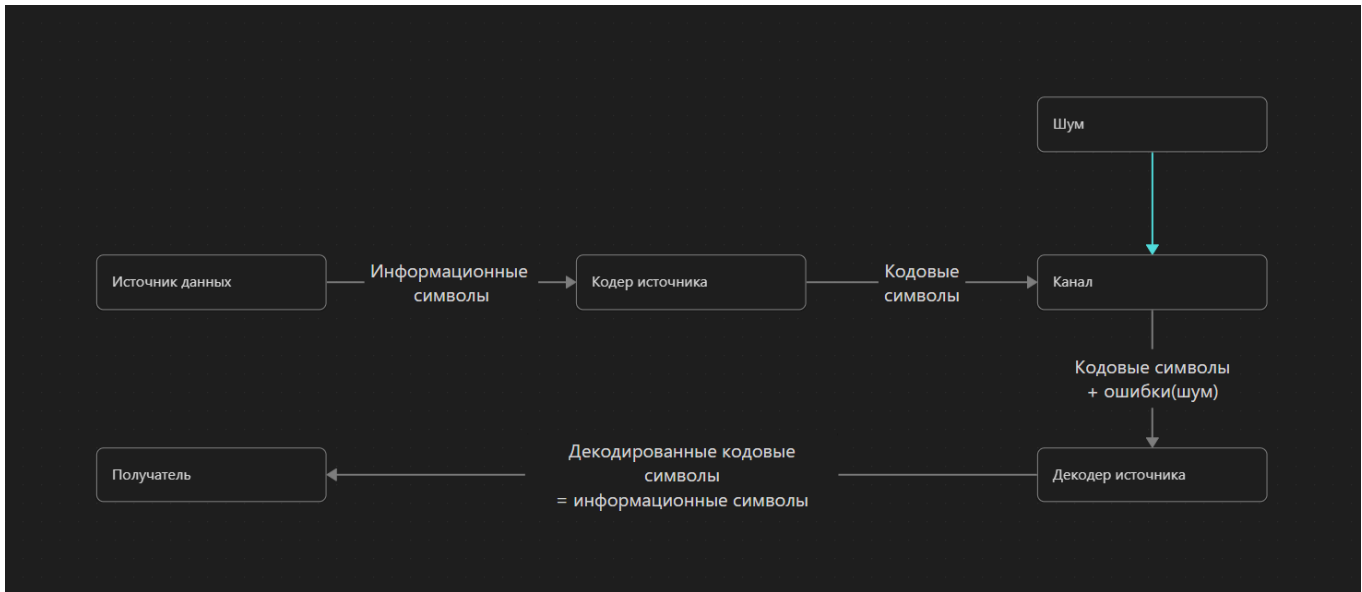 Шум
Источник данных
Информационные
символы
Кодер источника
Кодовые
символы
Канал
Кодовые символы
+ ошибки(шум)
Получатель
Декодированные кодовые
символы
= информационные символы
Декодер источника